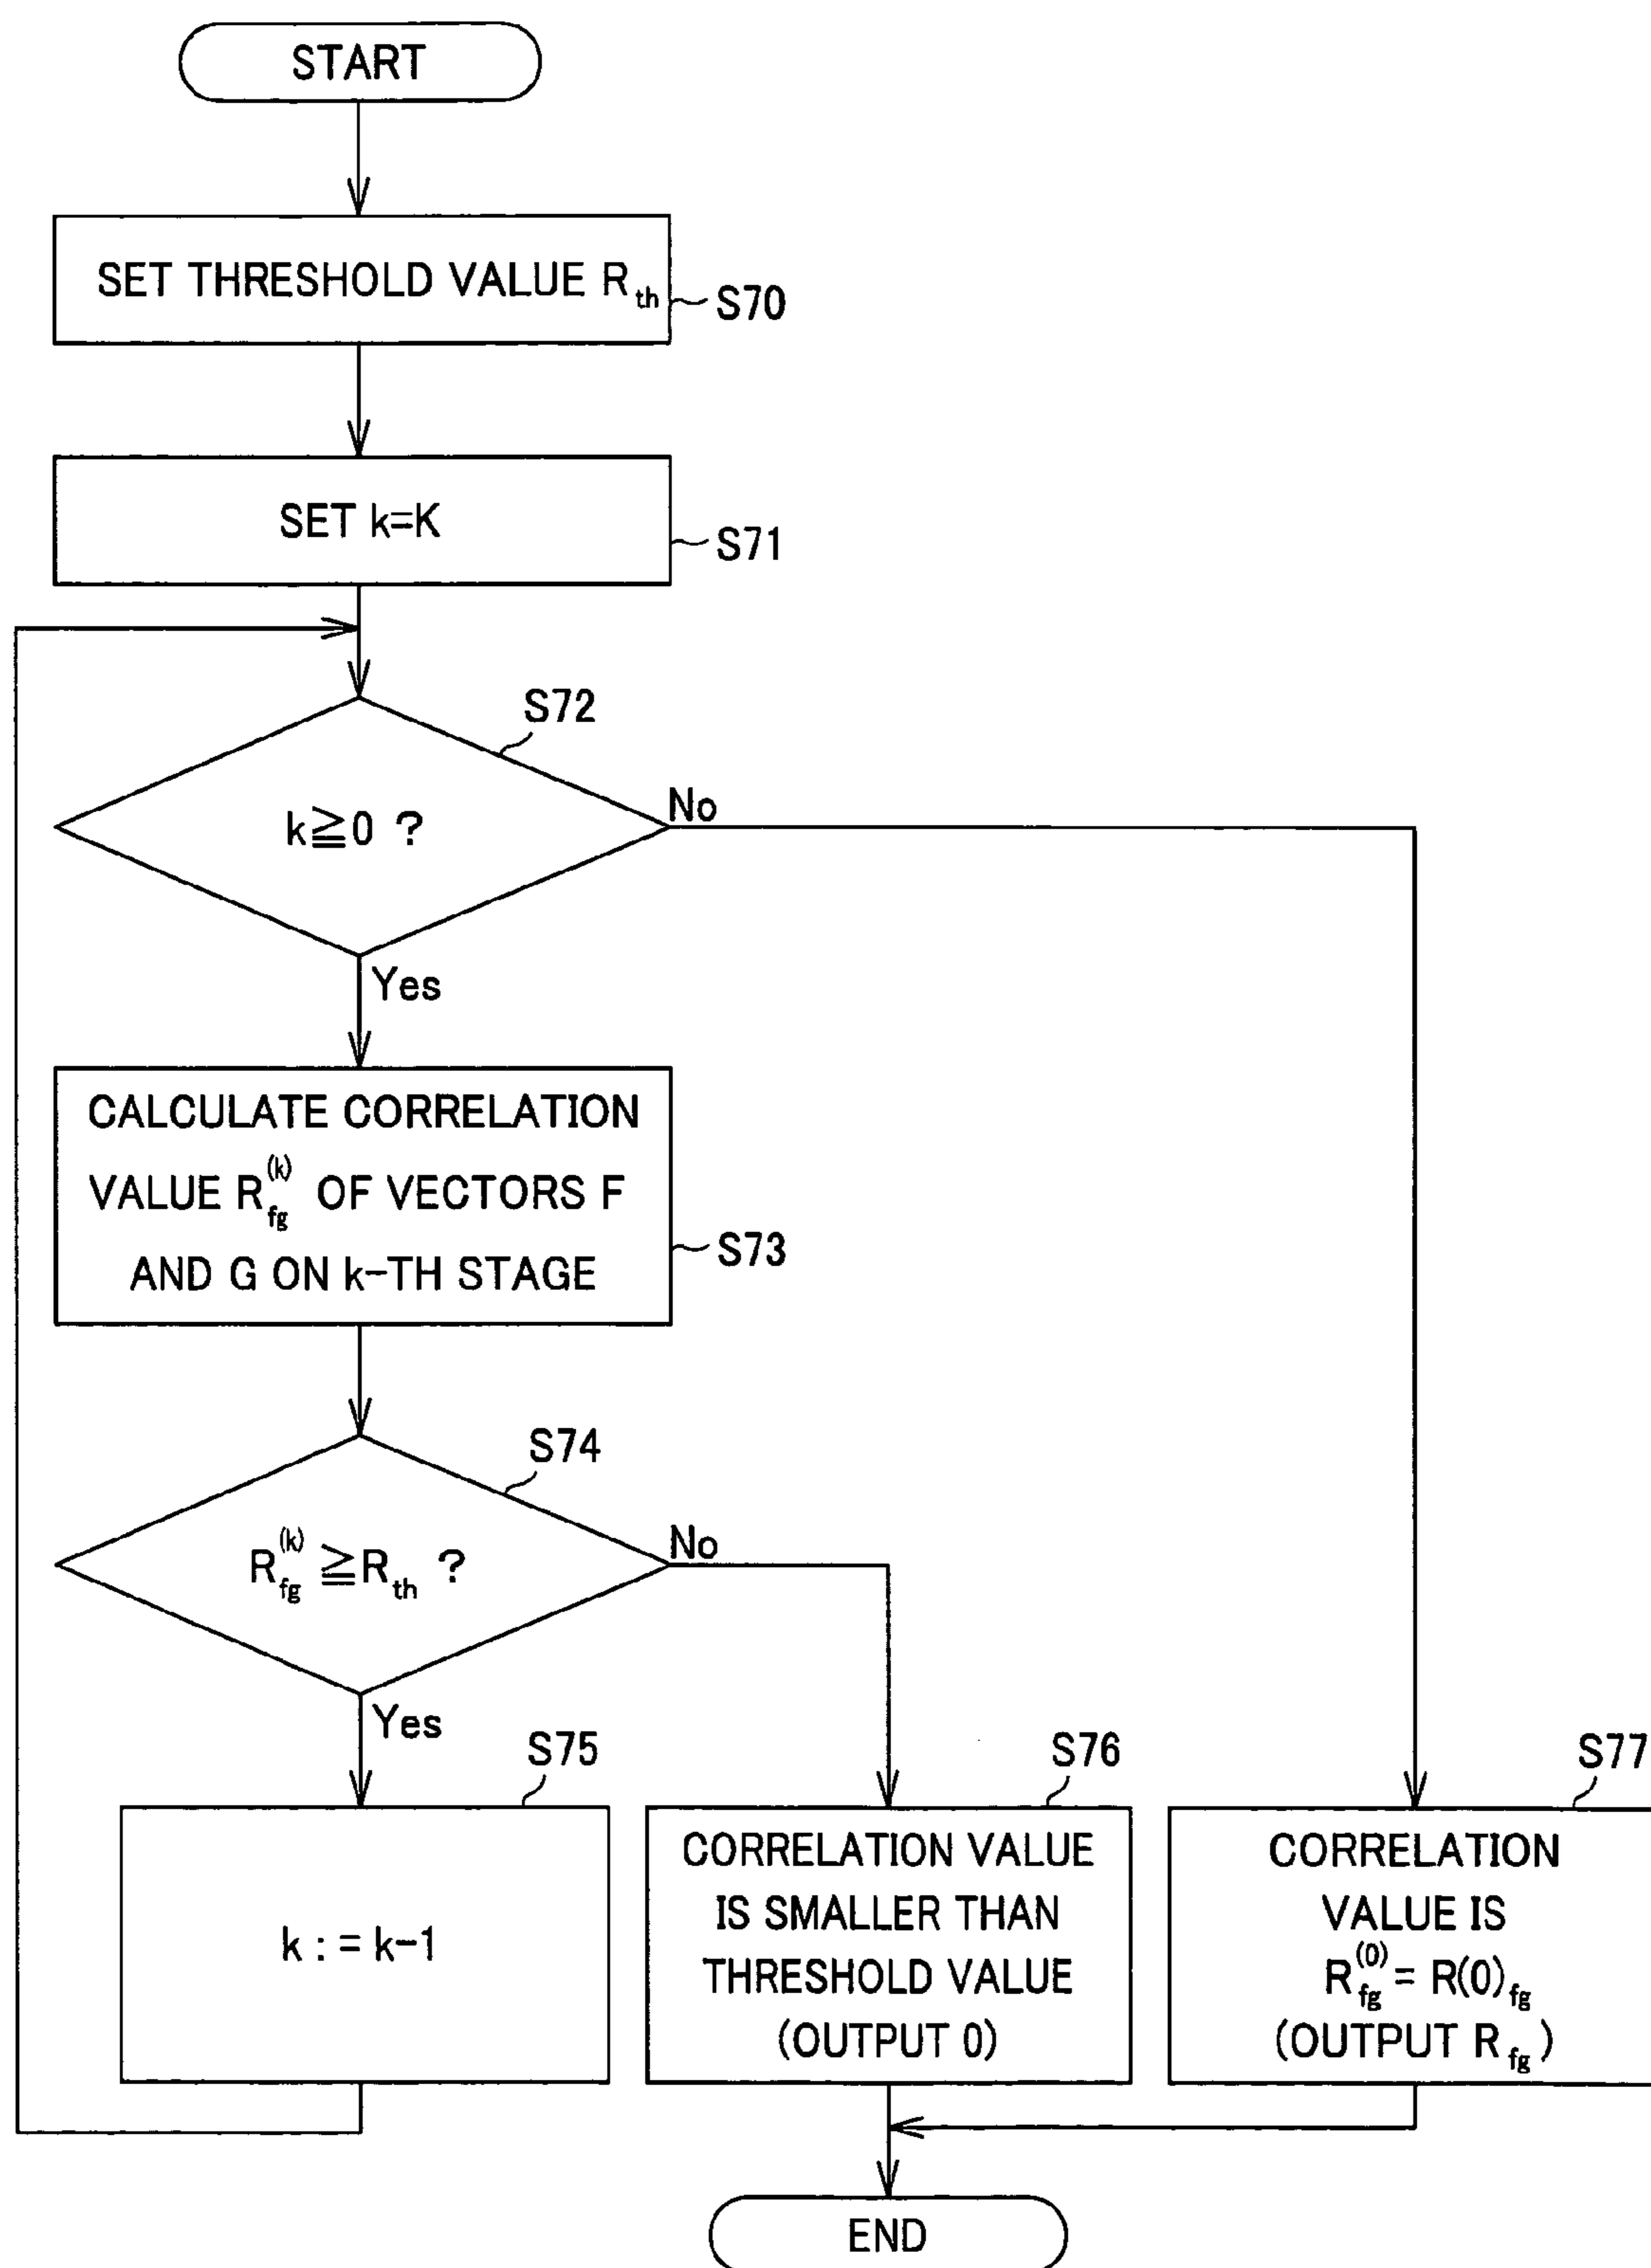 START
SET THRESHOLD VALUE R_th
S70
SET k=K
S71
S72
k≧0 ?
No
Yes
CALCULATE CORRELATION
VALUE R_fg^(k) OF VECTORS F
AND G ON k-TH STAGE
S73
S74
R_fg^(k) ≧R_th ?
No
Yes
S75
k : = k-1
S76
CORRELATION VALUE
IS SMALLER THAN
THRESHOLD VALUE
(OUTPUT 0)
S77
CORRELATION
VALUE IS
R_fg^(0) = R(0)_fg
(OUTPUT R_fg )
END